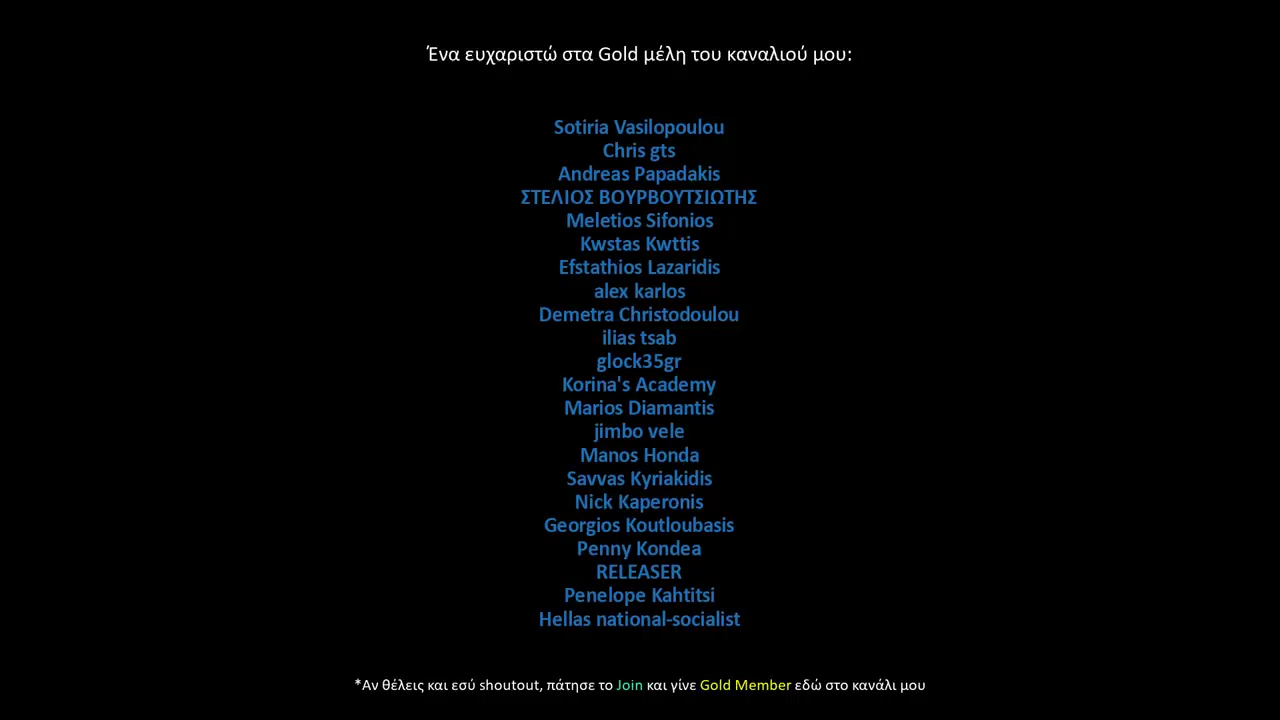 Ένα ευχαριστώ στα Gold μέλη του καναλιού μου:
Sotiria Vasilopoulou
Chris gts
Andreas Papadakis
ΣΤΕΛΙΟΣ ΒΟΥΡΒΟΥΤΣΙΩΤΗΣ
Meletios Sifonios
Kwstas Kwttis
Efstathios Lazaridis
alex karlos
Demetra Christodoulou
ilias tsab
glock35gr
Korina's Academy
Marios Diamantis
jimbo vele
Manos Honda
Savvas Kyriakidis
Nick Kaperonis
Georgios Koutloubasis
Penny Kondea
RELEASER
Penelope Kahtitsi
Hellas national-socialist
*Αν θέλεις και εσύ shoutout, πάτησε το Join και γίνε Gold Member εδώ στο κανάλι μου